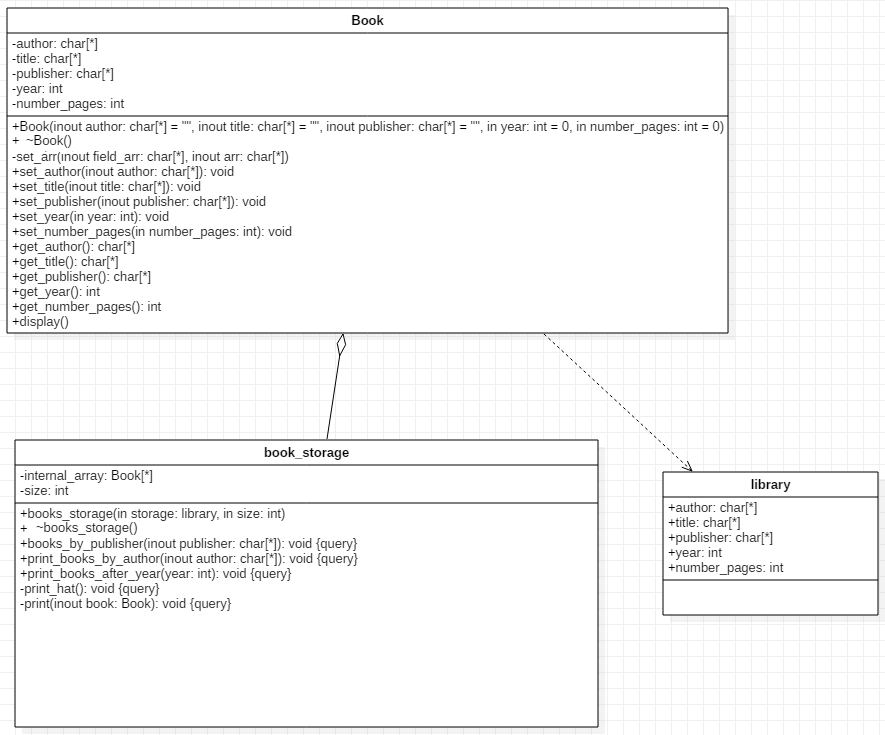 Book
-author: char[*]
-title: char[*]
-publisher: char[*]
-year: int
-number_pages: int
+Book(inout author: char[*] = "", inout title: char[*] = "", inout publisher: char[*] = "", in year: int = 0, in number_pages: int = 0)
+ ~Book()
-set_arr(inout field_arr: char[*], inout arr: char[*])
+set_author(inout author: char[*]): void
+set_title(inout title: char[*]): void
+set_publisher(inout publisher: char[*]): void
+set_year(in year: int): void
+set_number_pages(in number_pages: int): void
+get_author(): char[*]
+get_title(): char[*]
+get_publisher(): char[*]
+get_year(): int
+get_number_pages(): int
+display()
book_storage
-internal_array: Book[*]
-size: int
+books_storage(in storage: library, in size: int)
+ ~books_storage()
+books_by_publisher(inout publisher: char[*]): void {query}
+print_books_by_author(inout author: char[*]): void {query}
+print_books_after_year(year: int): void {query}
-print_hat(): void {query}
-print(inout book: Book): void {query}
library
+author: char[*]
+title: char[*]
+publisher: char[*]
+year: int
+number_pages: int